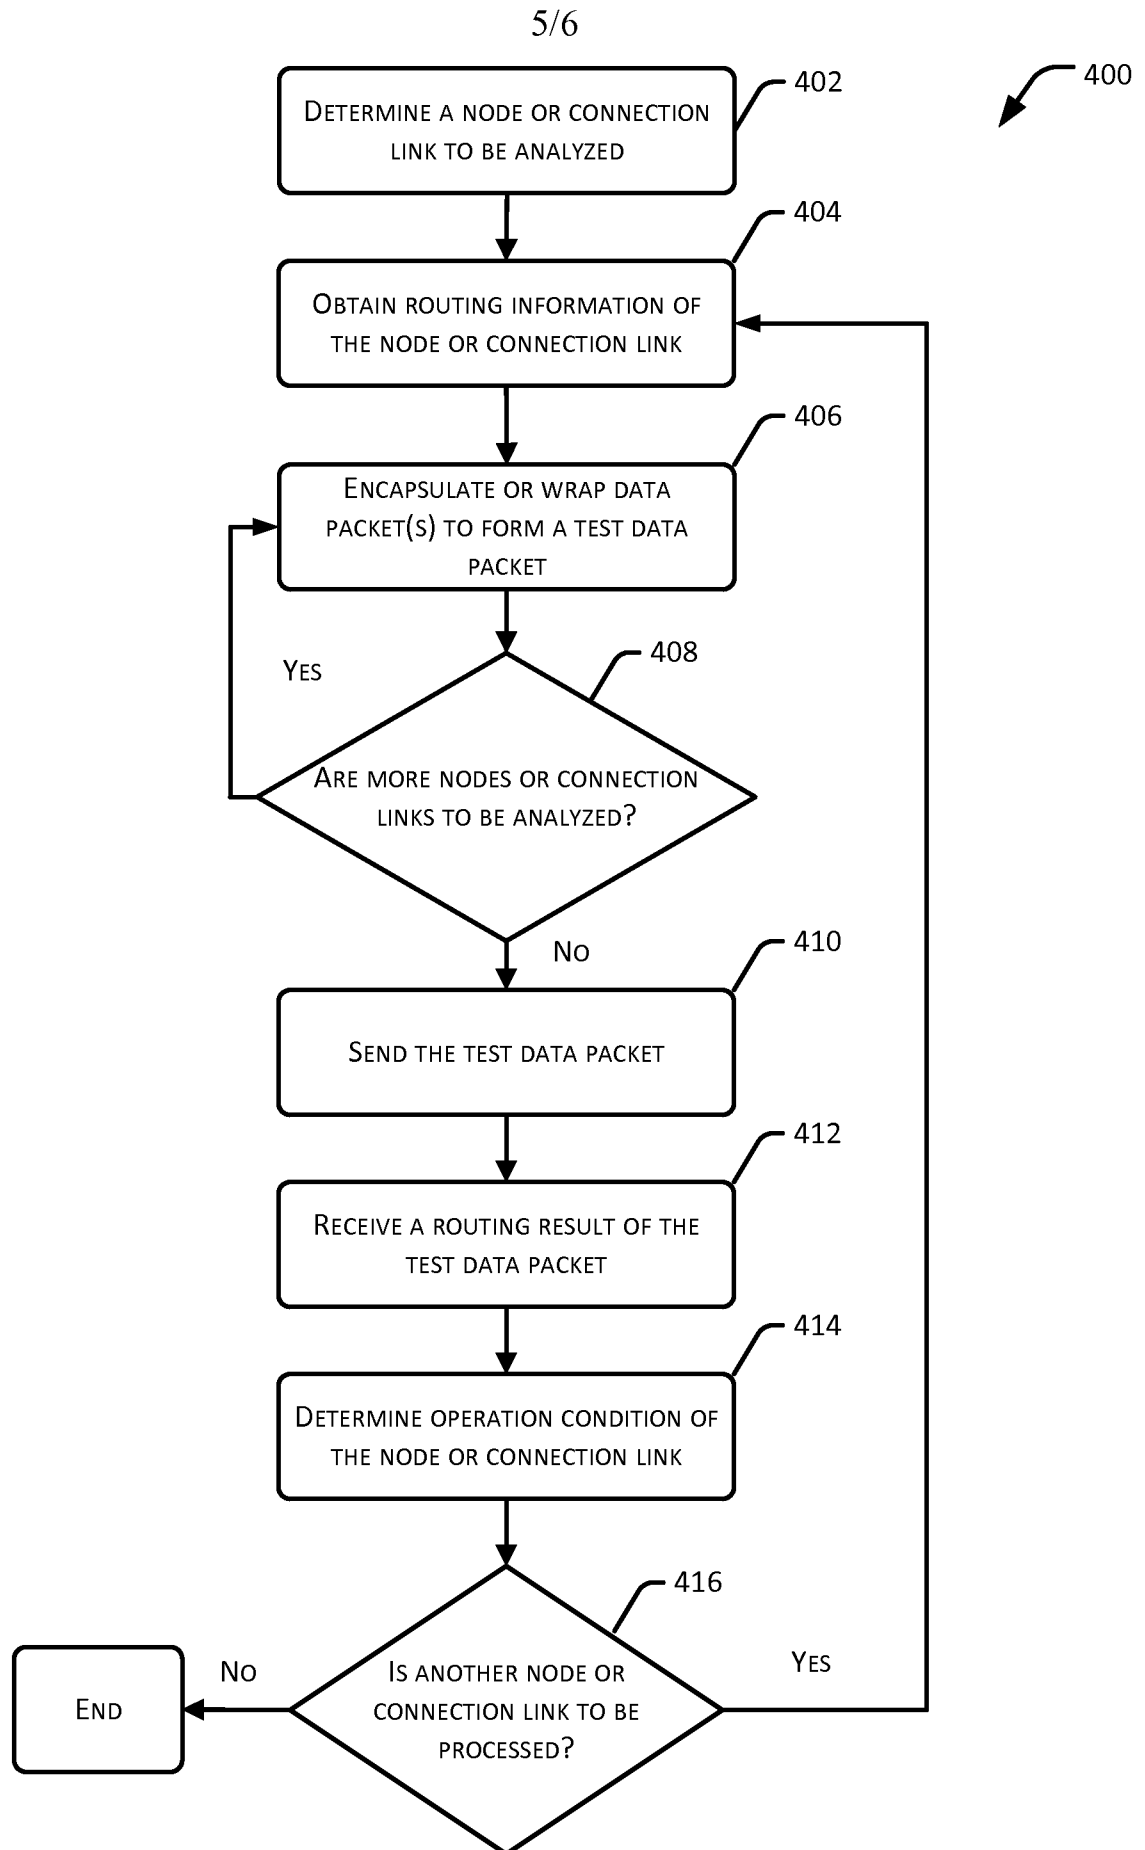 5/6
402
400
DETERMINE A NODE OR CONNECTION
LINK TO BE ANALYZED
404
OBTAIN ROUTING INFORMATION OF
THE NODE OR CONNECTION LINK
406
ENCAPSULATE OR WRAP DATA
PACKET(S) TO FORM A TEST DATA
PACKET
408
YES
ARE MORE NODES OR CONNECTION
LINKS TO BE ANALYZED?
NO
410
SEND THE TEST DATA PACKET
412
RECEIVE A ROUTING RESULT OF THE
TEST DATA PACKET
414
DETERMINE OPERATION CONDITION OF
THE NODE OR CONNECTION LINK
416
NO
YES
IS ANOTHER NODE OR
CONNECTION LINK TO BE
PROCESSED?
END